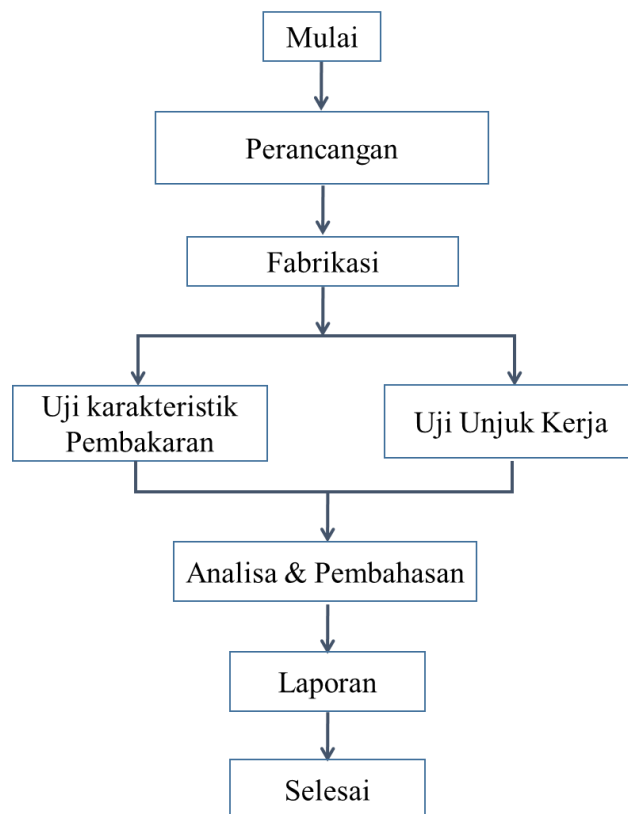 Mulai
Perancangan
Fabrikasi
Uji karakteristik
Pembakaran
Uji Unjuk Kerja
Analisa & Pembahasan
Laporan
Selesai